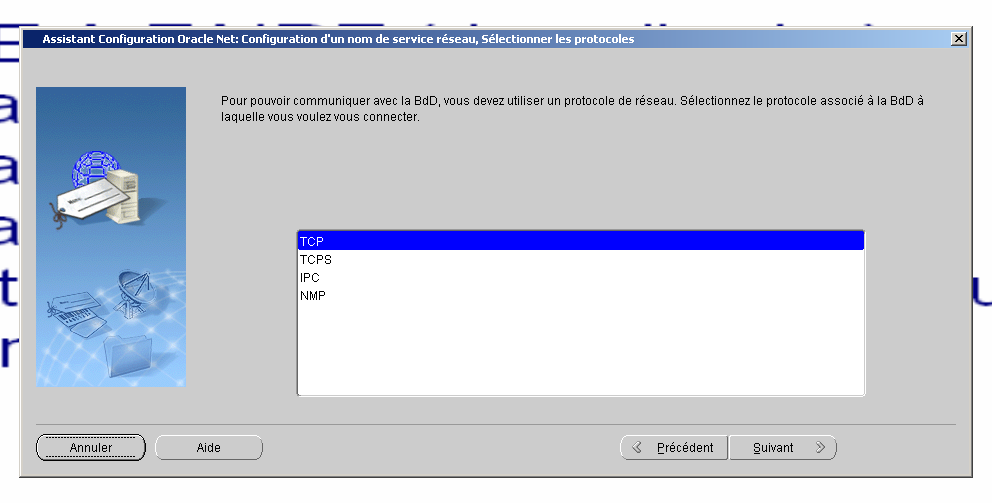 Assistant Configuration Oracle Net: Configuration d'un nom de service réseau, Sélectionner les protocoles
Pour pouvoir communiquer avec la BdD, vous devez utiliser un protocole de réseau. Sélectionnez le protocole associé à la BdD à
laquelle vous voulez vous connecter.
TCP
TCPS
IPC
NMP
Annuler
Aide
Précédent
Suivant